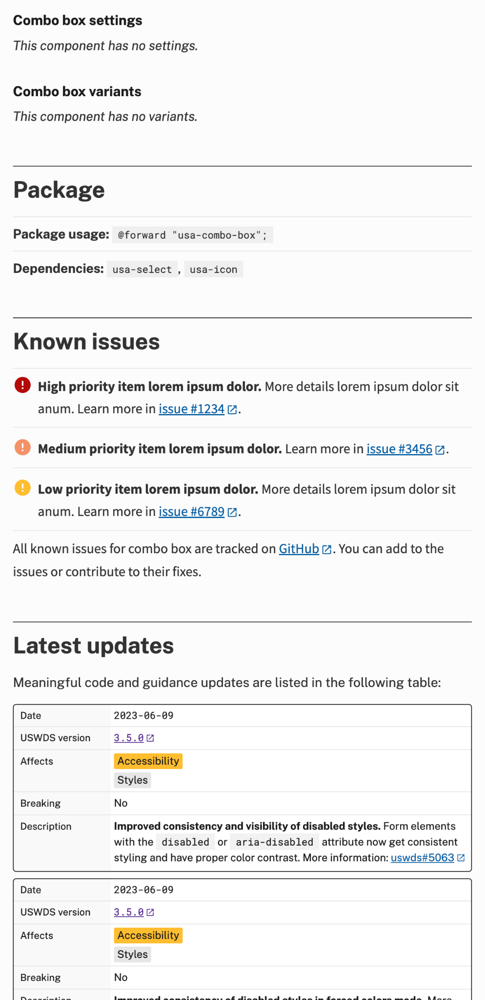 Combo box settings
This component has no settings.
Combo box variants
This component has no variants.
Package
Package usage: @forward "usa-combo-box";
Dependencies: usa-select , usa-icon
Known issues
High priority item lorem ipsum dolor. More details lorem ipsum dolor sit
anum. Learn more in issue #1234 .
Medium priority item lorem ipsum dolor. Learn more in issue #3456 .
Low priority item lorem ipsum dolor. More details lorem ipsum dolor sit
anum. Learn more in issue #6789 .
All known issues for combo box are tracked on GitHub . You can add to the
issues or contribute to their fixes.
Latest updates
Meaningful code and guidance updates are listed in the following table:
Date 2023-06-09
USWDS version 3.5.0
Affects Accessibility
Styles
Breaking No
Description Improved consistency and visibility of disabled styles. Form elements
with the disabled or aria-disabled attribute now get consistent
styling and have proper color contrast. More information: uswds#5063
Date 2023-06-09
USWDS version 3.5.0
Affects Accessibility
Styles
Breaking No
Description Improved consistency of disabled styles in forced colors mode. More